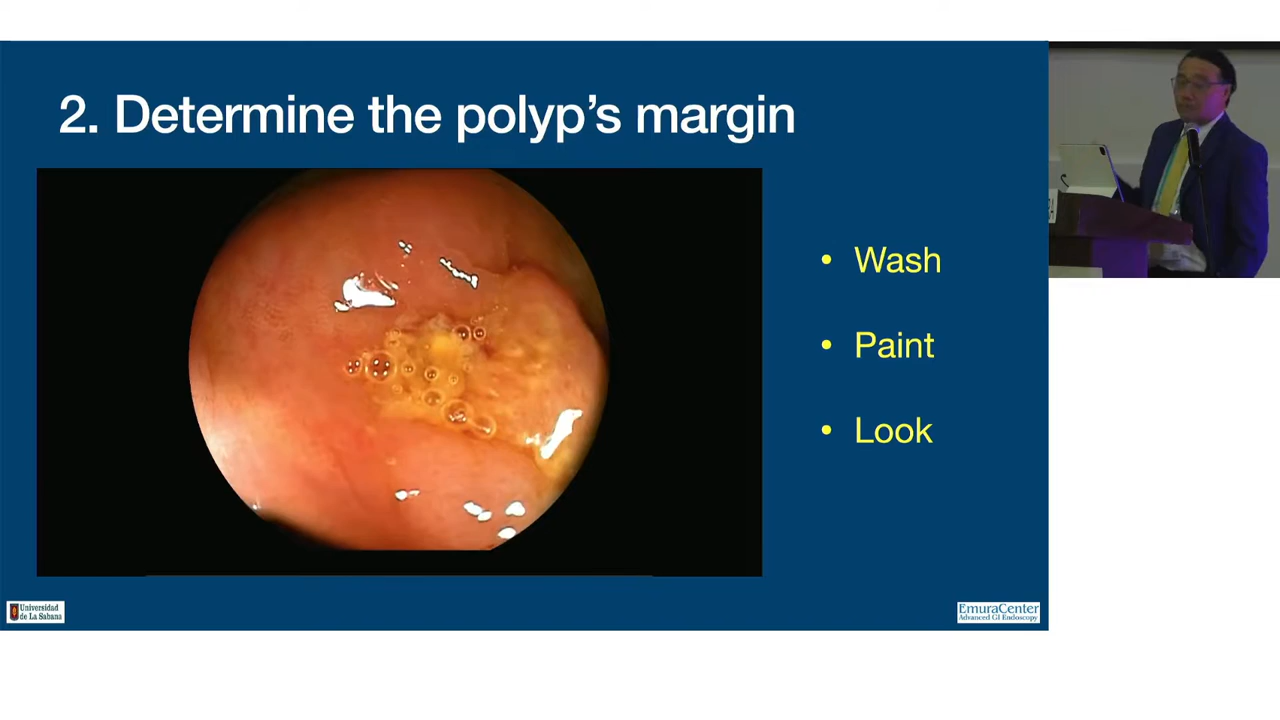 2. Determine the polyp's margin
• Wash
• Paint
• Look
Universidad
de La Sabana
EmuraCenter
Advanced GI Endoscopy